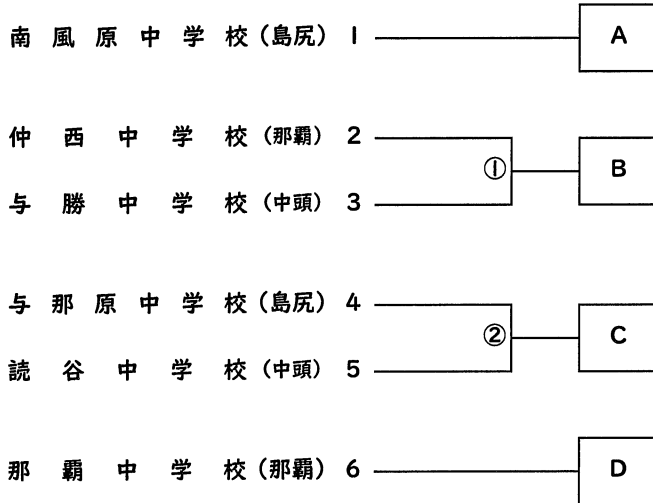 南風原中学校(島尻) 1 A
仲西中学校(那覇) 2
① B
与勝中学校(中頭) 3
与那原中学校(島尻) 4
② C
読谷中学校(中頭) 5
那覇中学校(那覇) 6 D